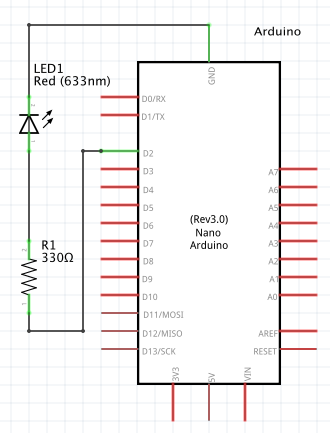 Arduino
LED1
Red (633nm)
GND
D0/RX
D1/TX
D2
D3
A7
D4
A6
D5
A5
D6
A4
(Rev3.0)
Nano
Arduino
D7
A3
R1
330Ω
D8
A2
D9
A1
D10
A0
D11/MOSI
D12/MISO
AREF
D13/SCK
RESET
3V3
5V
VIN